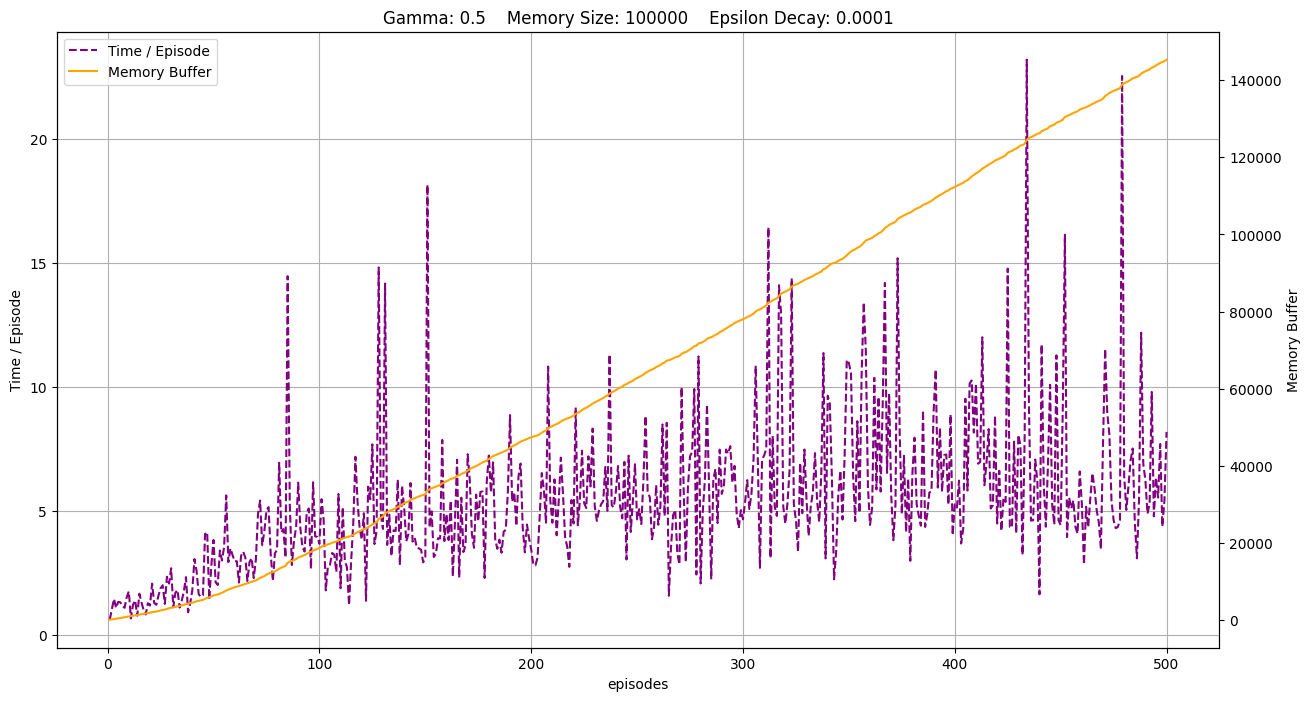 Gamma: 0.5    Memory Size: 100000    Epsilon Decay: 0.0001
Time / Episode
Memory Buffer
Time / Episode
20
15
10
5
0
140000
120000
100000
80000
60000
40000
20000
0
Memory Buffer
0 100 200 300 400 500
episodes